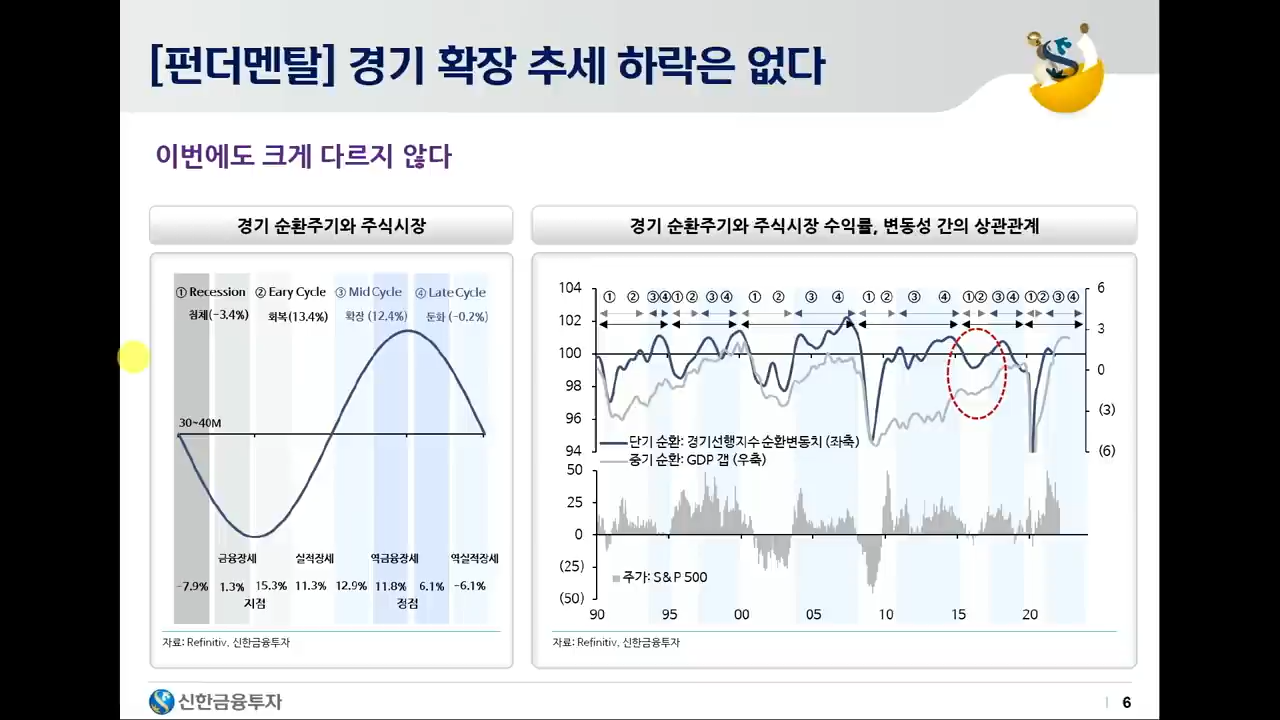 [펀더멘탈] 경기 확장 추세 하락은 없다
이번에도 크게 다르지 않다
경기 순환주기와 주식시장
① Recession ② Eary Cycle ③ Mid Cycle ④ Late Cycle
침체(-3.4%) 회복(13.4%) 확장 (12.4%) 둔화 (-0.2%)
30~40M
금융장세 실적장세 역금융장세 역실적장세
-7.9% 1.3% 15.3% 11.3% 12.9% 11.8% 6.1% -6.1%
저점 정점
자료: Refinitiv, 신한금융투자
경기 순환주기와 주식시장 수익률, 변동성 간의 상관관계
104 6
① ② ③④①② ③④ ① ② ③ ④ ① ② ③ ④ ①② ③④ ①② ③ ④
102 3
100 0
98
96 (3)
94 (6)
단기 순환: 경기선행지수 순환변동치 (좌축)
중기 순환: GDP 갭 (우축)
50
25
0
(25)
(50)
주가: S&P 500
90 95 00 05 10 15 20
자료: Refinitiv, 신한금융투자
신한금융투자
6